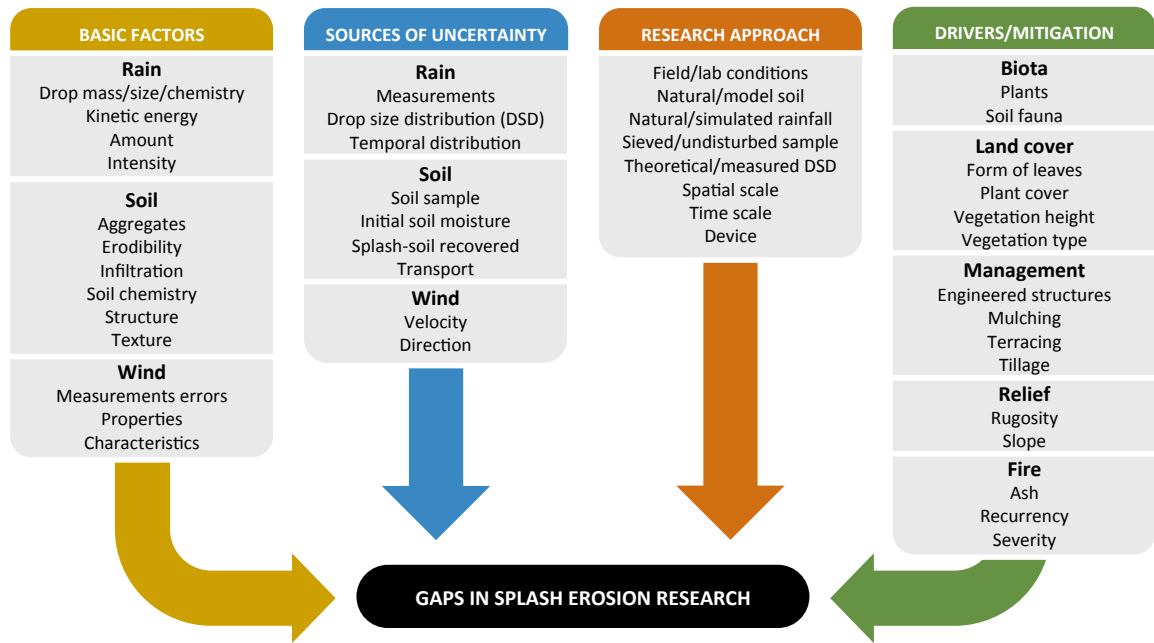 BASIC FACTORS
Rain
Drop mass/size/chemistry
Kinetic energy
Amount
Intensity
Soil
Aggregates
Erodibility
Infiltration
Soil chemistry
Structure
Texture
Wind
Measurements errors
Properties
Characteristics
SOURCES OF UNCERTAINTY
Rain
Measurements
Drop size distribution (DSD)
Temporal distribution
Soil
Soil sample
Initial soil moisture
Splash-soil recovered
Transport
Wind
Velocity
Direction
RESEARCH APPROACH
Field/lab conditions
Natural/model soil
Natural/simulated rainfall
Sieved/undisturbed sample
Theoretical/measured DSD
Spatial scale
Time scale
Device
DRIVERS/MITIGATION
Biota
Plants
Soil fauna
Land cover
Form of leaves
Plant cover
Vegetation height
Vegetation type
Management
Engineered structures
Mulching
Terracing
Tillage
Relief
Rugosity
Slope
Fire
Ash
Recurrency
Severity
GAPS IN SPLASH EROSION RESEARCH